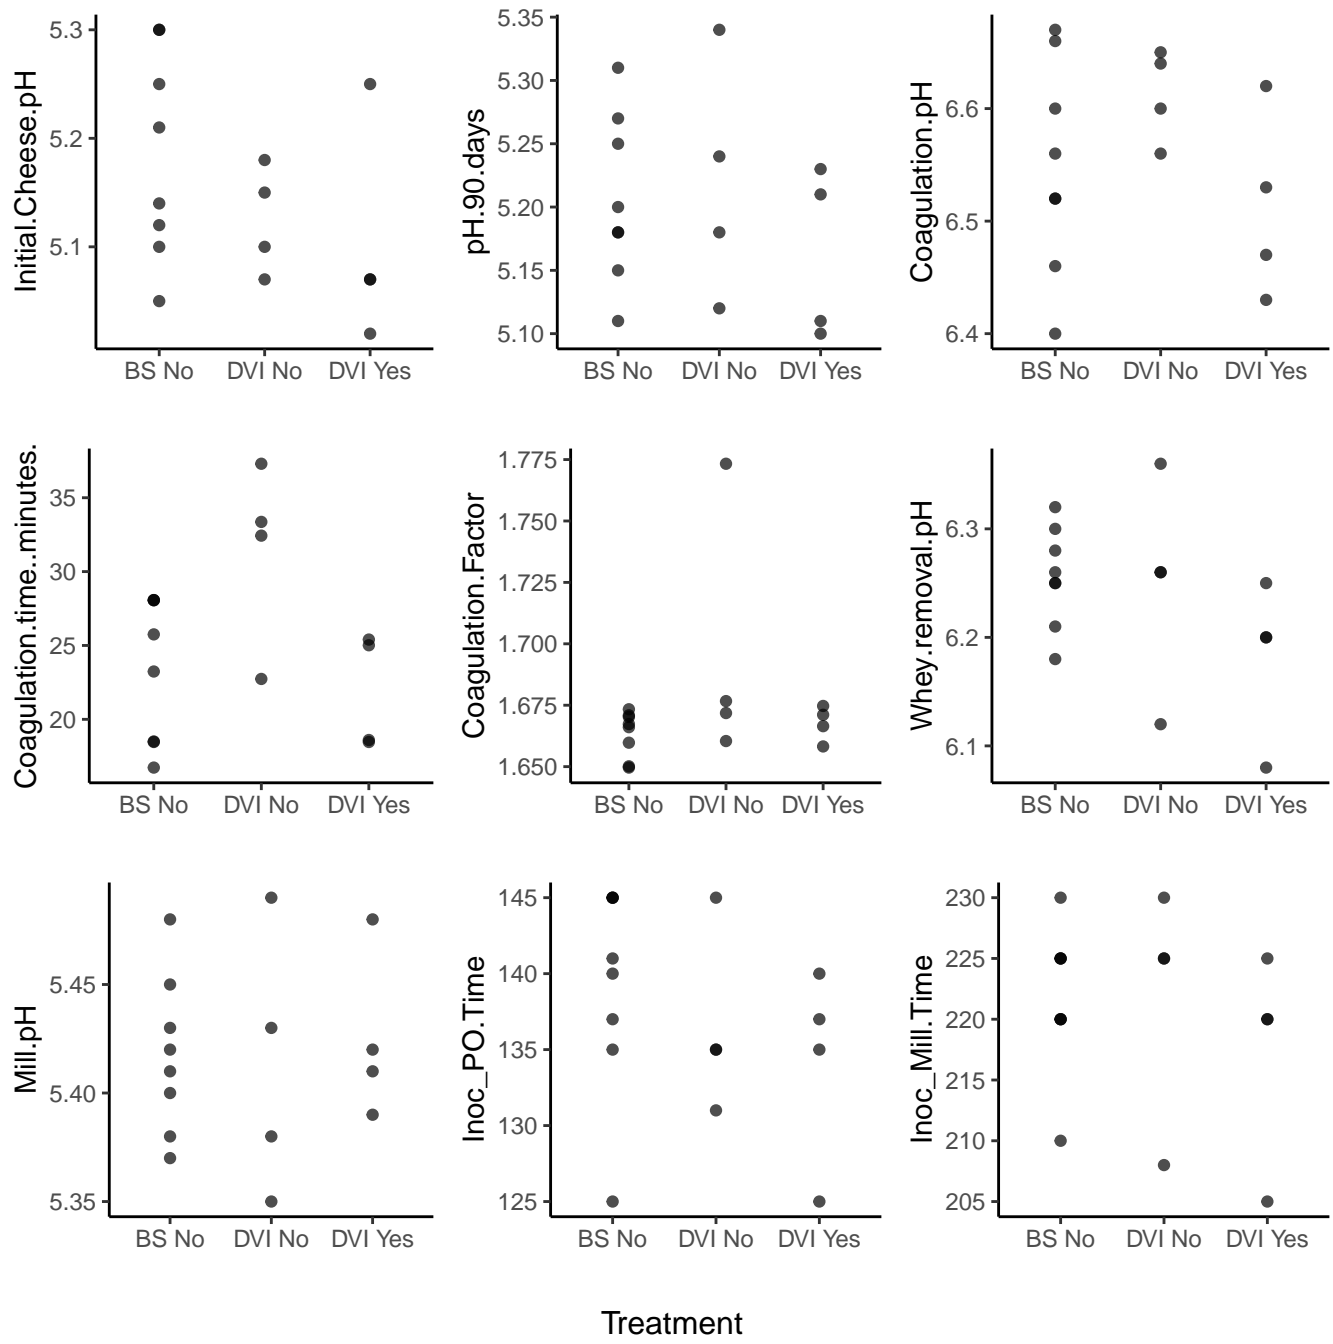 Initial.Cheese.pH
5.3
5.2
5.1
BS No DVI No DVI Yes
pH.90.days
5.35
5.30
5.25
5.20
5.15
5.10
BS No DVI No DVI Yes
Coagulation.pH
6.6
6.5
6.4
BS No DVI No DVI Yes
Coagulation.time..minutes.
35
30
25
20
BS No DVI No DVI Yes
Coagulation.Factor
1.775
1.750
1.725
1.700
1.675
1.650
BS No DVI No DVI Yes
Whey.removal.pH
6.3
6.2
6.1
BS No DVI No DVI Yes
Mill.pH
5.45
5.40
5.35
BS No DVI No DVI Yes
Inoc_PO.Time
145
140
135
130
125
BS No DVI No DVI Yes
Inoc_Mill.Time
230
225
220
215
210
205
BS No DVI No DVI Yes
Treatment